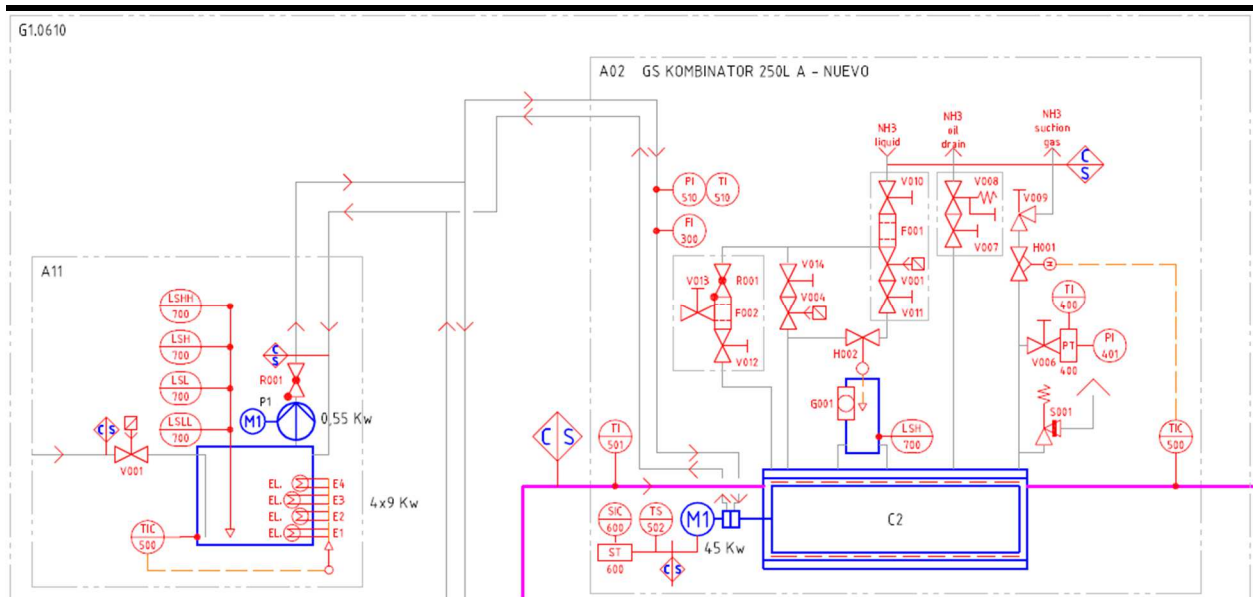 G1.0610
A02 GS KOMBINATOR 250L A - NUEVO
NH3
liquid
NH3
oil
drain
NH3
suction
gas
C
S
V010
V008
V009
PI
510
TI
510
F001
FI
300
V007
H001
A11
V013
R001
V014
V001
TI
400
LSHH
700
F002
V004
V011
PI
401
LSH
700
C
S
V012
H002
V006
PT
400
R001
LSL
700
P1
G001
S001
M1
0,55 Kw
LSLL
700
C S
C S
TI
501
LSH
700
TIC
500
V001
EL.
E4
EL.
E3
EL.
E2
EL.
E1
4x9 Kw
TIC
500
SIC
600
TS
502
M1
C2
ST
600
45 Kw
C S